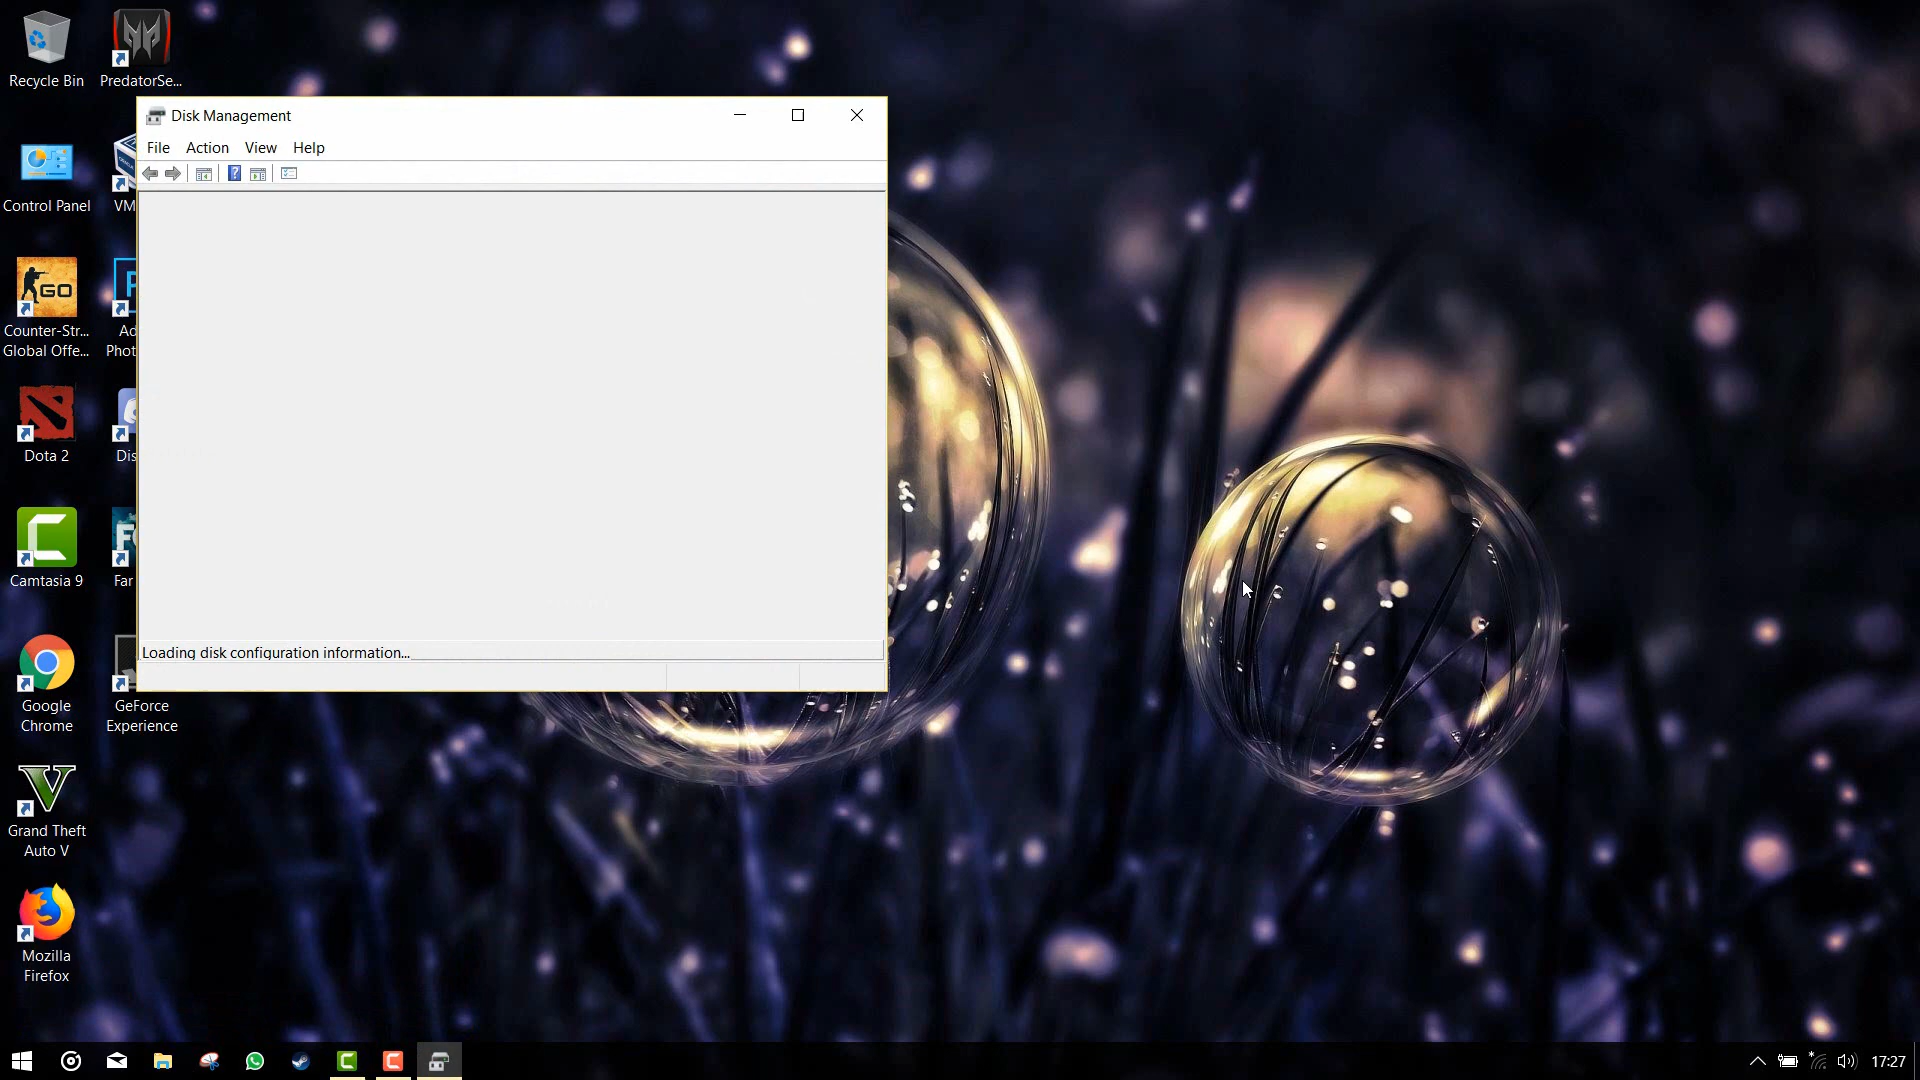 Recycle Bin
PredatorSe...
Disk Management
File Action View Help
Control Panel
VM
GO
Counter-Str...
Global Offe...
Ad
Phot
Dota 2
Dis
Camtasia 9
Far
Loading disk configuration information...
Google
Chrome
GeForce
Experience
Grand Theft
Auto V
Mozilla
Firefox
17:27